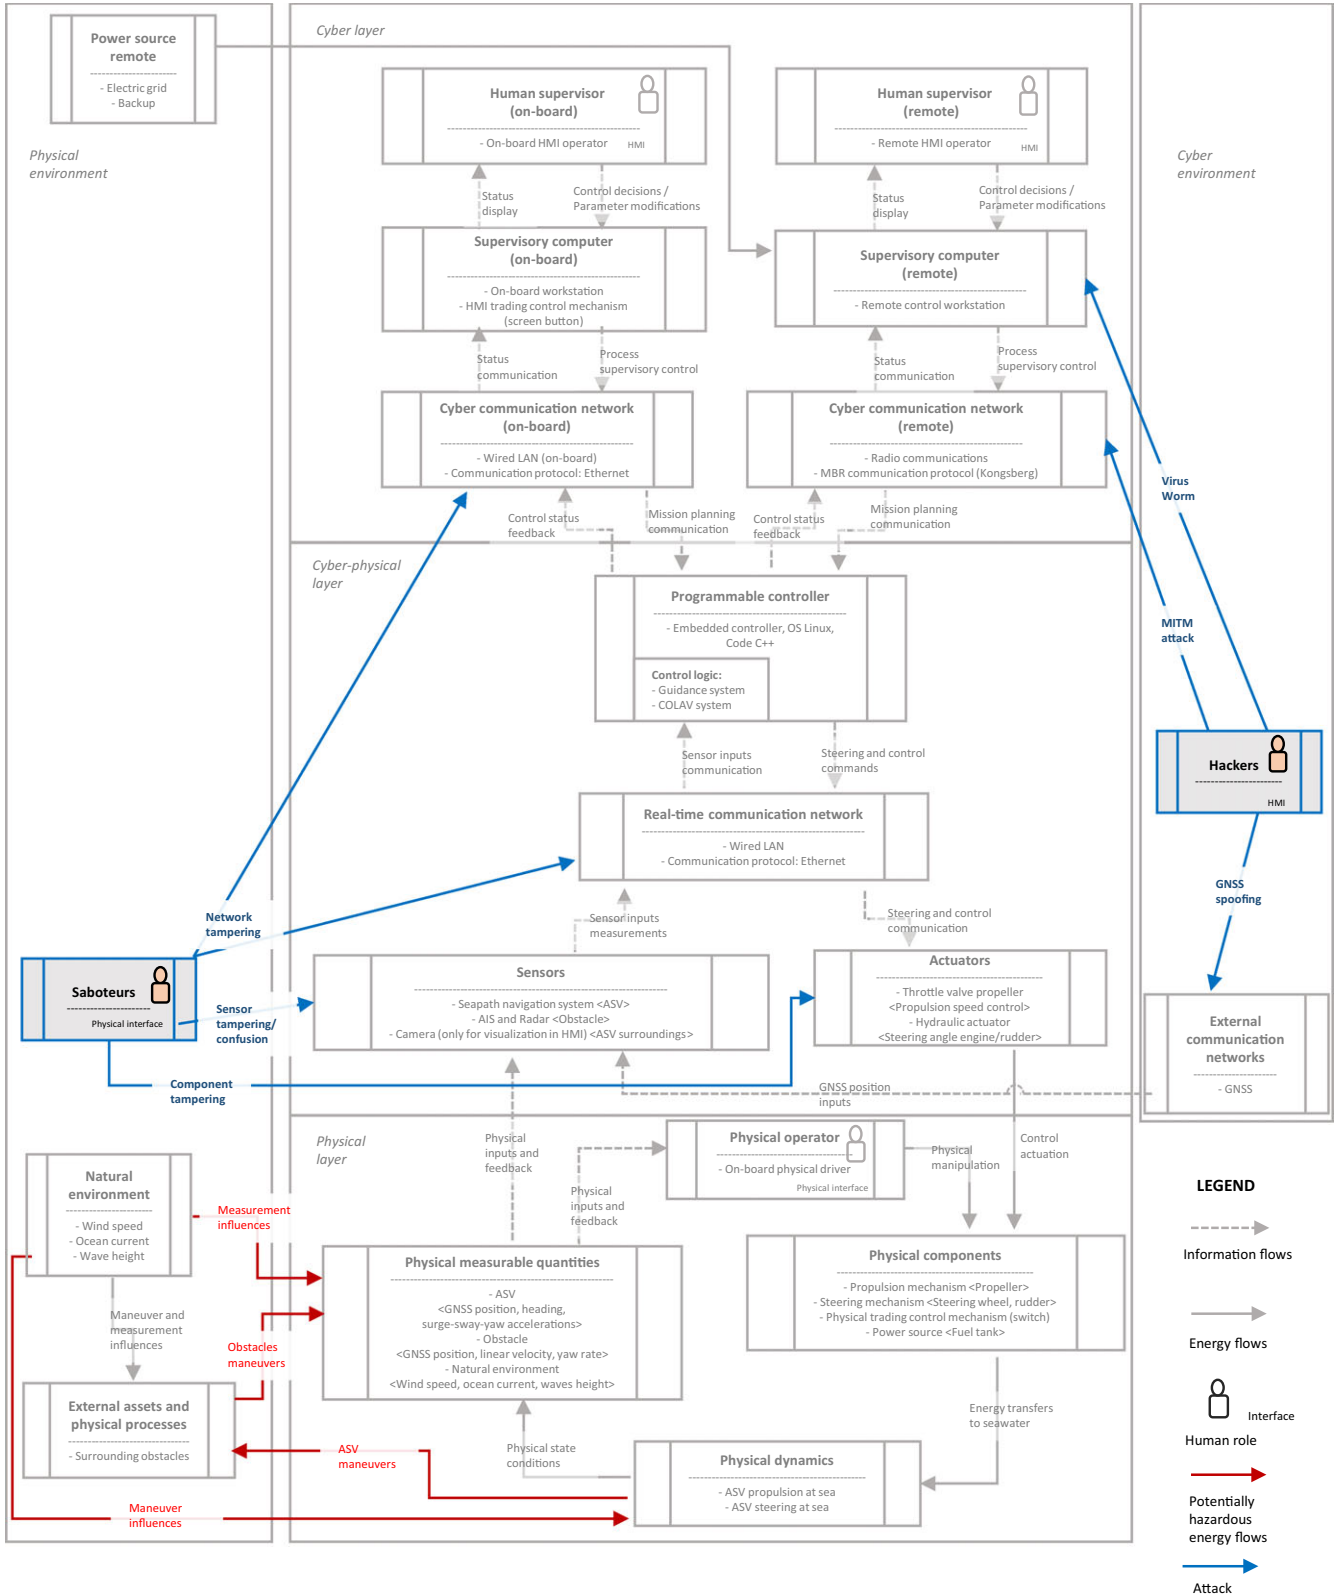 Power source
remote
- Electric grid
- Backup
Physical
environment
Cyber layer
Human supervisor
(on-board)
- On-board HMI operator
HMI
Human supervisor
(remote)
- Remote HMI operator
HMI
Cyber
environment
Status
display
Control decisions /
Parameter modifications
Status
display
Control decisions /
Parameter modifications
Supervisory computer
(on-board)
- On-board workstation
- HMI trading control mechanism
(screen button)
Supervisory computer
(remote)
- Remote control workstation
Status
communication
Process
supervisory control
Status
communication
Process
supervisory control
Cyber communication network
(on-board)
- Wired LAN (on-board)
- Communication protocol: Ethernet
Cyber communication network
(remote)
- Radio communications
- MBR communication protocol (Kongsberg)
Virus
Worm
Control status
feedback
Mission planning
communication
Control status
feedback
Mission planning
communication
Cyber-physical
layer
Programmable controller
- Embedded controller, OS Linux,
Code C++
Control logic:
- Guidance system
- COLAV system
MITM
attack
Sensor inputs
communication
Steering and control
commands
Hackers
HMI
Real-time communication network
- Wired LAN
- Communication protocol: Ethernet
GNSS
spoofing
Network
tampering
Sensor inputs
measurements
Steering and control
communication
Saboteurs
Physical interface
Sensor
tampering/
confusion
Sensors
- Seapath navigation system <ASV>
- AIS and Radar <Obstacle>
- Camera (only for visualization in HMI) <ASV surroundings>
Actuators
- Throttle valve propeller
<Propulsion speed control>
- Hydraulic actuator
<Steering angle engine/rudder>
External
communication
networks
- GNSS
Component
tampering
GNSS position
inputs
Physical
layer
Physical
inputs and
feedback
Physical operator
- On-board physical driver
Physical interface
Physical
manipulation
Control
actuation
Natural
environment
- Wind speed
- Ocean current
- Wave height
Measurement
influences
Physical
inputs and
feedback
LEGEND
Information flows
Physical measurable quantities
- ASV
<GNSS position, heading,
surge-sway-yaw accelerations>
- Obstacle
<GNSS position, linear velocity, yaw rate>
- Natural environment
<Wind speed, ocean current, waves height>
Physical components
- Propulsion mechanism <Propeller>
- Steering mechanism <Steering wheel, rudder>
- Physical trading control mechanism (switch)
- Power source <Fuel tank>
Maneuver and
measurement
influences
Obstacles
maneuvers
Energy flows
External assets and
physical processes
- Surrounding obstacles
Energy transfers
to seawater
Interface
Human role
ASV
maneuvers
Physical state
conditions
Physical dynamics
- ASV propulsion at sea
- ASV steering at sea
Maneuver
influences
Potentially
hazardous
energy flows
Attack